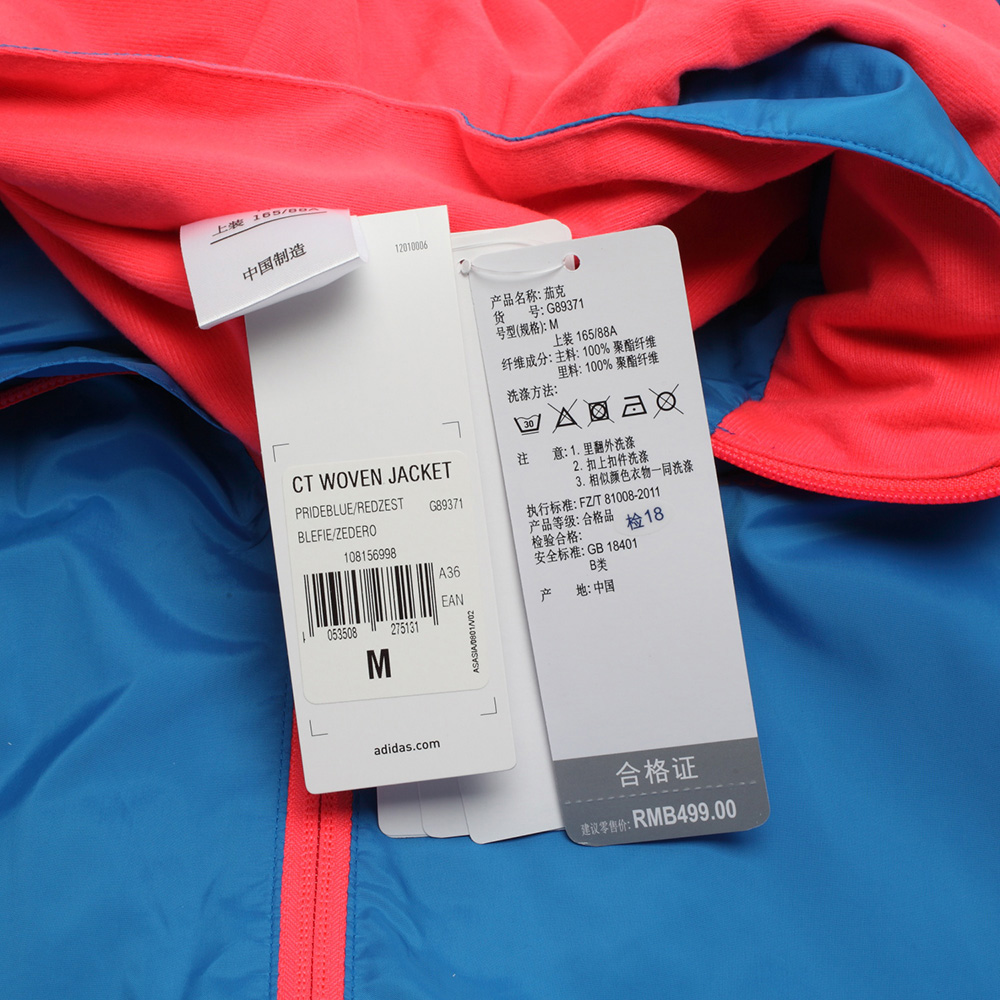 上装 165/88A
中国制造
12010006
CT WOVEN JACKET
PRIDEBLUE/REDZEST G89371
BLEFIE/ZEDERO
108156998
A36
EAN
4 053508 275131
ASASIA/0801/V02
M
adidas.com
产品名称: 茄克
货 号: G89371
号型(规格): M
上装 165/88A
纤维成分: 主料: 100% 聚酯纤维
里料: 100% 聚酯纤维
洗涤方法:
30
注 意: 1. 里翻外洗涤
2. 扣上扣件洗涤
3. 相似颜色衣物一同洗涤
执行标准: FZ/T 81008-2011
产品等级: 合格品
检验合格: 检18
安全标准: GB 18401
B类
产 地: 中国
合格证
建议零售价: RMB499.00